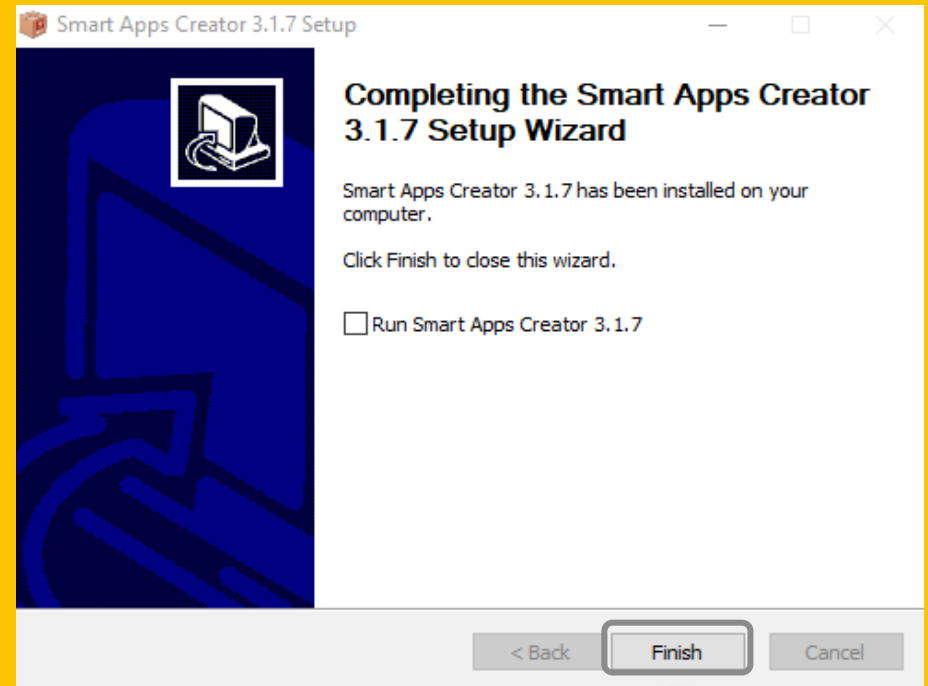 Smart Apps Creator 3.1.7 Setup
Completing the Smart Apps Creator
3.1.7 Setup Wizard
Smart Apps Creator 3.1.7 has been installed on your
computer.
Click Finish to close this wizard.
Run Smart Apps Creator 3.1.7
< Back Finish Cancel